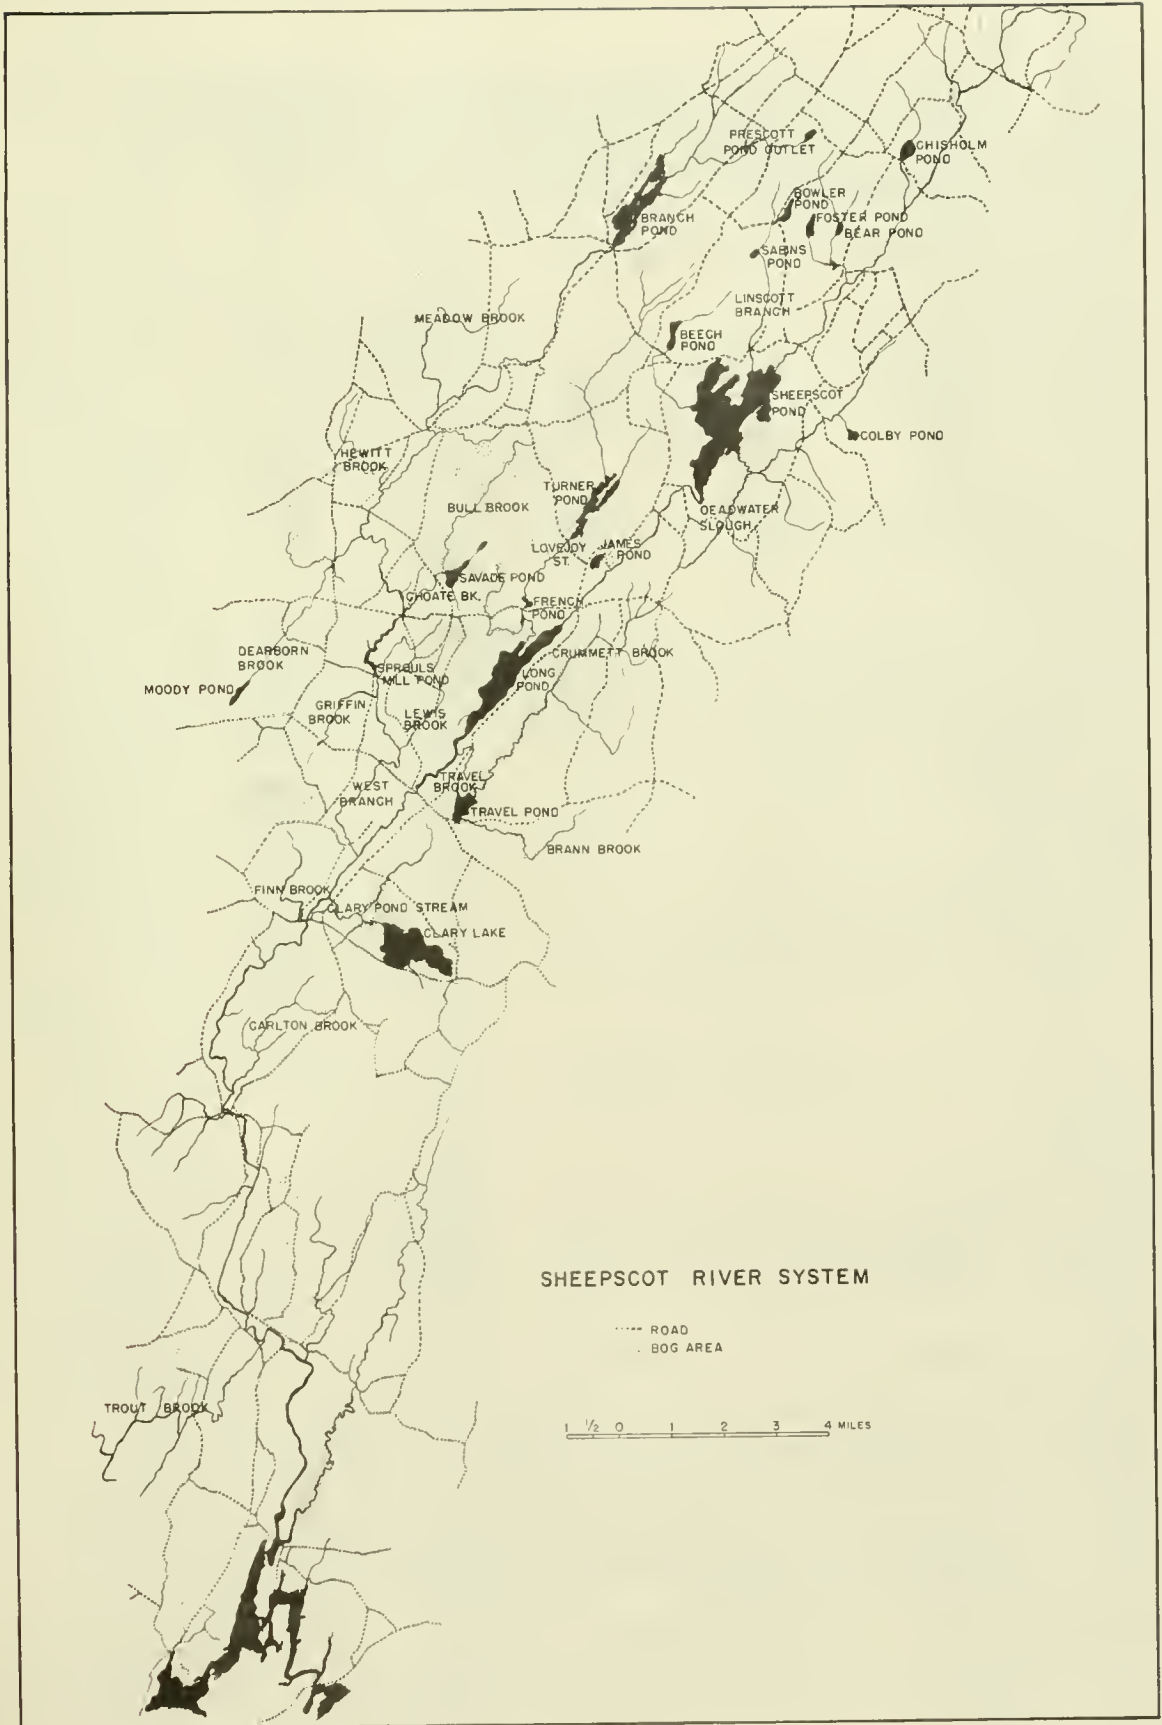 PRESCOTT
POND OUTLET
CHISHOLM
POND
BOWLER
POND
FOSTER POND
BEAR POND
BRANCH
POND
SABINS
POND
LINSCOTT
BRANCH
MEADOW BROOK
BEECH
POND
SHEEPSCOT
POND
COLBY POND
HEWITT
BROOK
TURNER
POND
BULL BROOK
DEADWATER
SLOUGH
LOVEJOY
ST.
JAMES
POND
SAVADE POND
CHOATE BK.
FRENCH
POND
DEARBORN
BROOK
CRUMMETT BROOK
SPROULS
MILL POND
LONG
POND
MOODY POND
GRIFFIN
BROOK
LEWIS
BROOK
TRAVEL
BROOK
WEST
BRANCH
TRAVEL POND
BRANN BROOK
FINN BROOK
CLARY POND STREAM
CLARY LAKE
CARLTON BROOK
SHEEPSCOT RIVER SYSTEM
ROAD
BOG AREA
TROUT BROOK
1 1/2 0 1 2 3 4 MILES